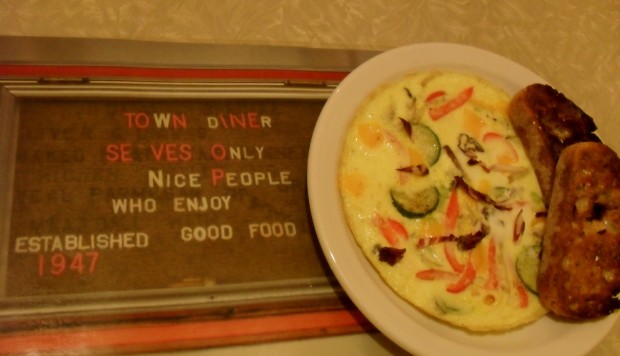 TOWN DINER
SE VES ONLY
NICE PEOPLE
WHO ENJOY
GOOD FOOD
ESTABLISHED
1947